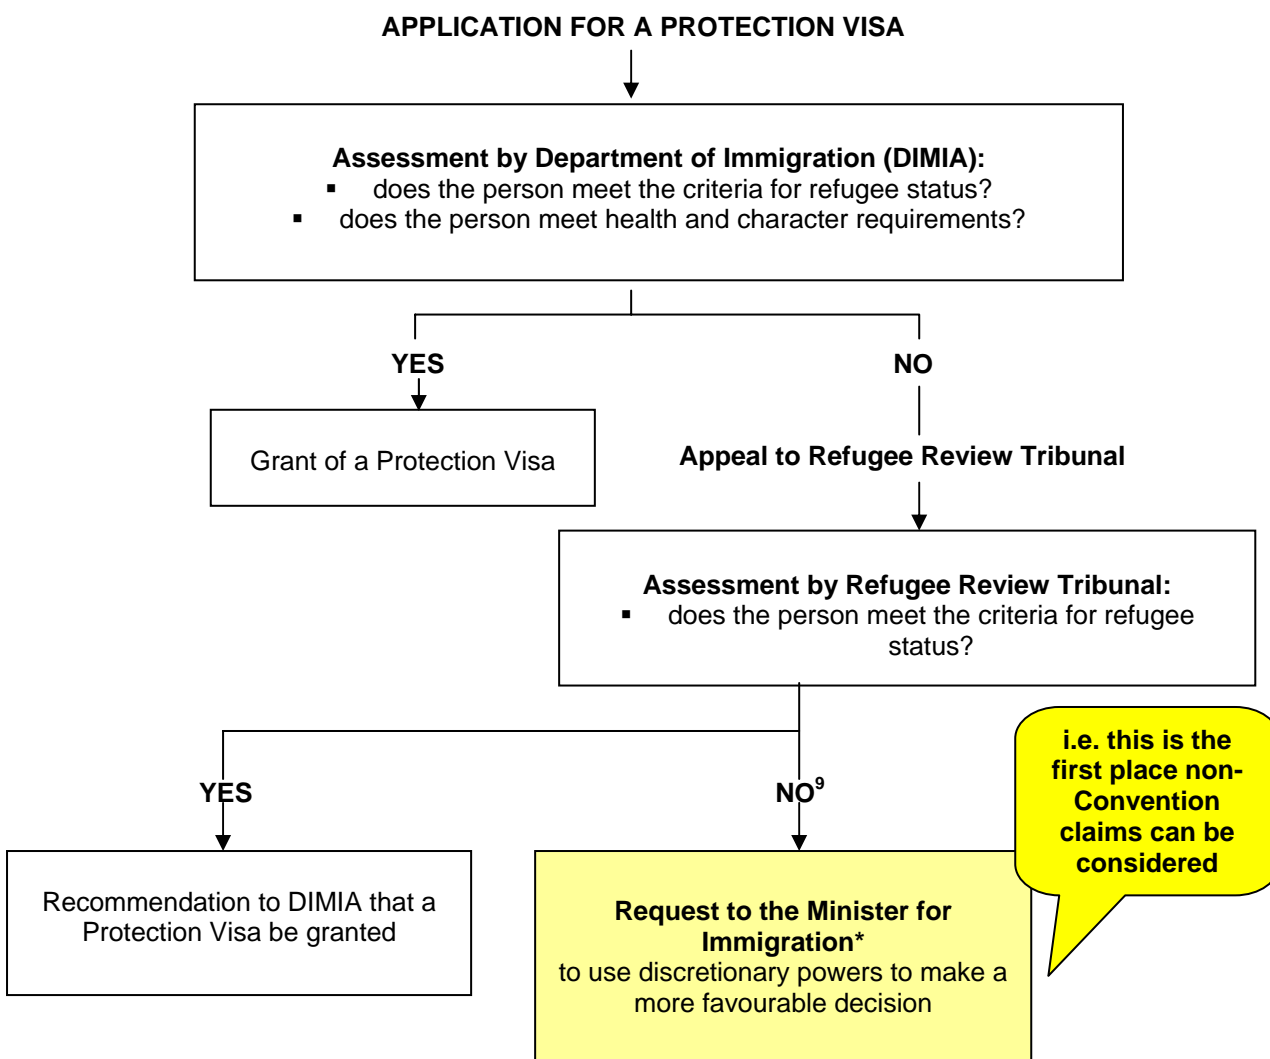 APPLICATION FOR A PROTECTION VISA
Assessment by Department of Immigration (DIMIA):
▪ does the person meet the criteria for refugee status?
▪ does the person meet health and character requirements?
YES
NO
Grant of a Protection Visa
Appeal to Refugee Review Tribunal
Assessment by Refugee Review Tribunal:
▪ does the person meet the criteria for refugee
status?
i.e. this is the
first place non-
Convention
claims can be
considered
YES
NO⁹
Recommendation to DIMIA that a
Protection Visa be granted
Request to the Minister for
Immigration*
to use discretionary powers to make a
more favourable decision